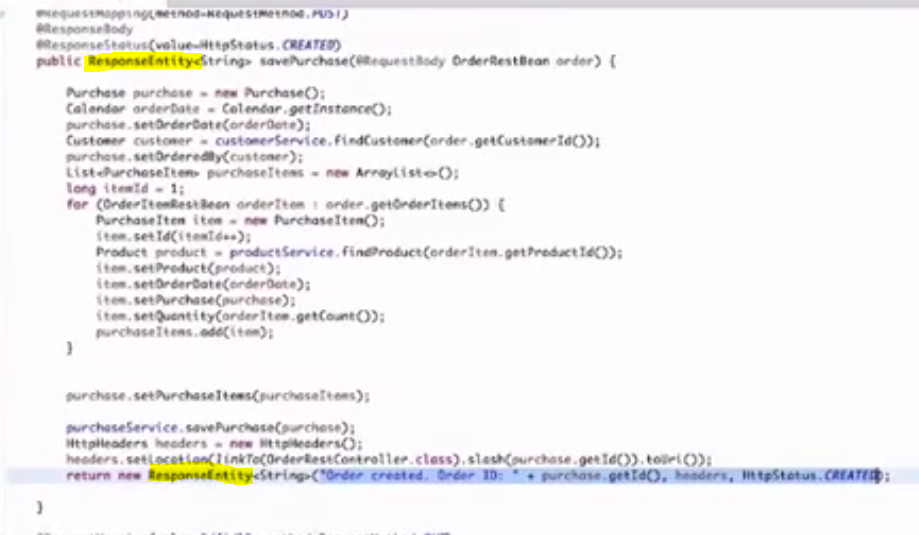 @RequestMapping(method=RequestMethod.POST)
@ResponseBody
@ResponseStatus(value=HttpStatus.CREATED)
public ResponseEntity<String> savePurchase(@RequestBody OrderRestBean order) {
Purchase purchase = new Purchase();
Calendar orderDate = Calendar.getInstance();
purchase.setOrderDate(orderDate);
Customer customer = customerService.findCustomer(order.getCustomerId());
purchase.setOrderedBy(customer);
List<PurchaseItem> purchaseItems = new ArrayList<>();
long itemId = 1;
for (OrderItemRestBean orderItem : order.getOrderItems()) {
PurchaseItem item = new PurchaseItem();
item.setId(itemId++);
Product product = productService.findProduct(orderItem.getProductId());
item.setProduct(product);
item.setOrderDate(orderDate);
item.setPurchase(purchase);
item.setQuantity(orderItem.getCount());
purchaseItems.add(item);
}
purchase.setPurchaseItems(purchaseItems);
purchaseService.savePurchase(purchase);
HttpHeaders headers = new HttpHeaders();
headers.setLocation(linkTo(OrderRestController.class).slash(purchase.getId()).toUri());
return new ResponseEntity<String>("Order created. Order ID: " + purchase.getId(), headers, HttpStatus.CREATED);
}